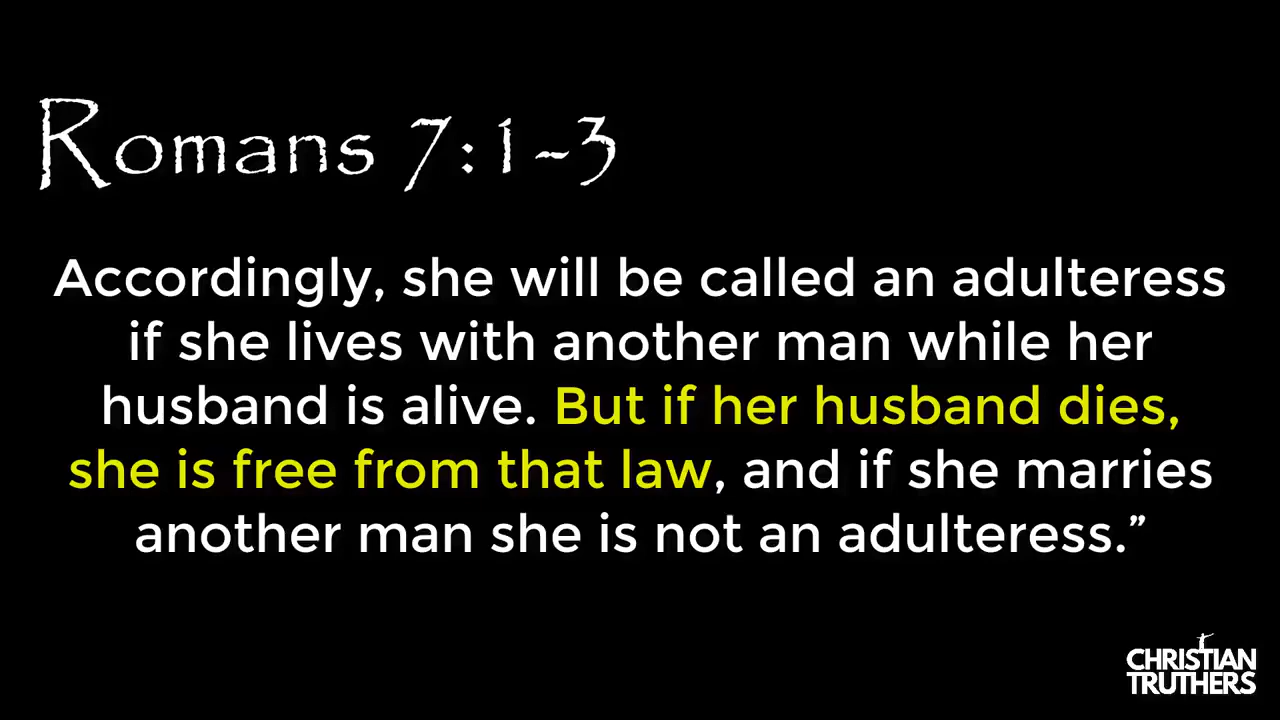 Romans 7:1-3
Accordingly, she will be called an adulteress
if she lives with another man while her
husband is alive. But if her husband dies,
she is free from that law, and if she marries
another man she is not an adulteress.”
CHRISTIAN
TRUTHERS